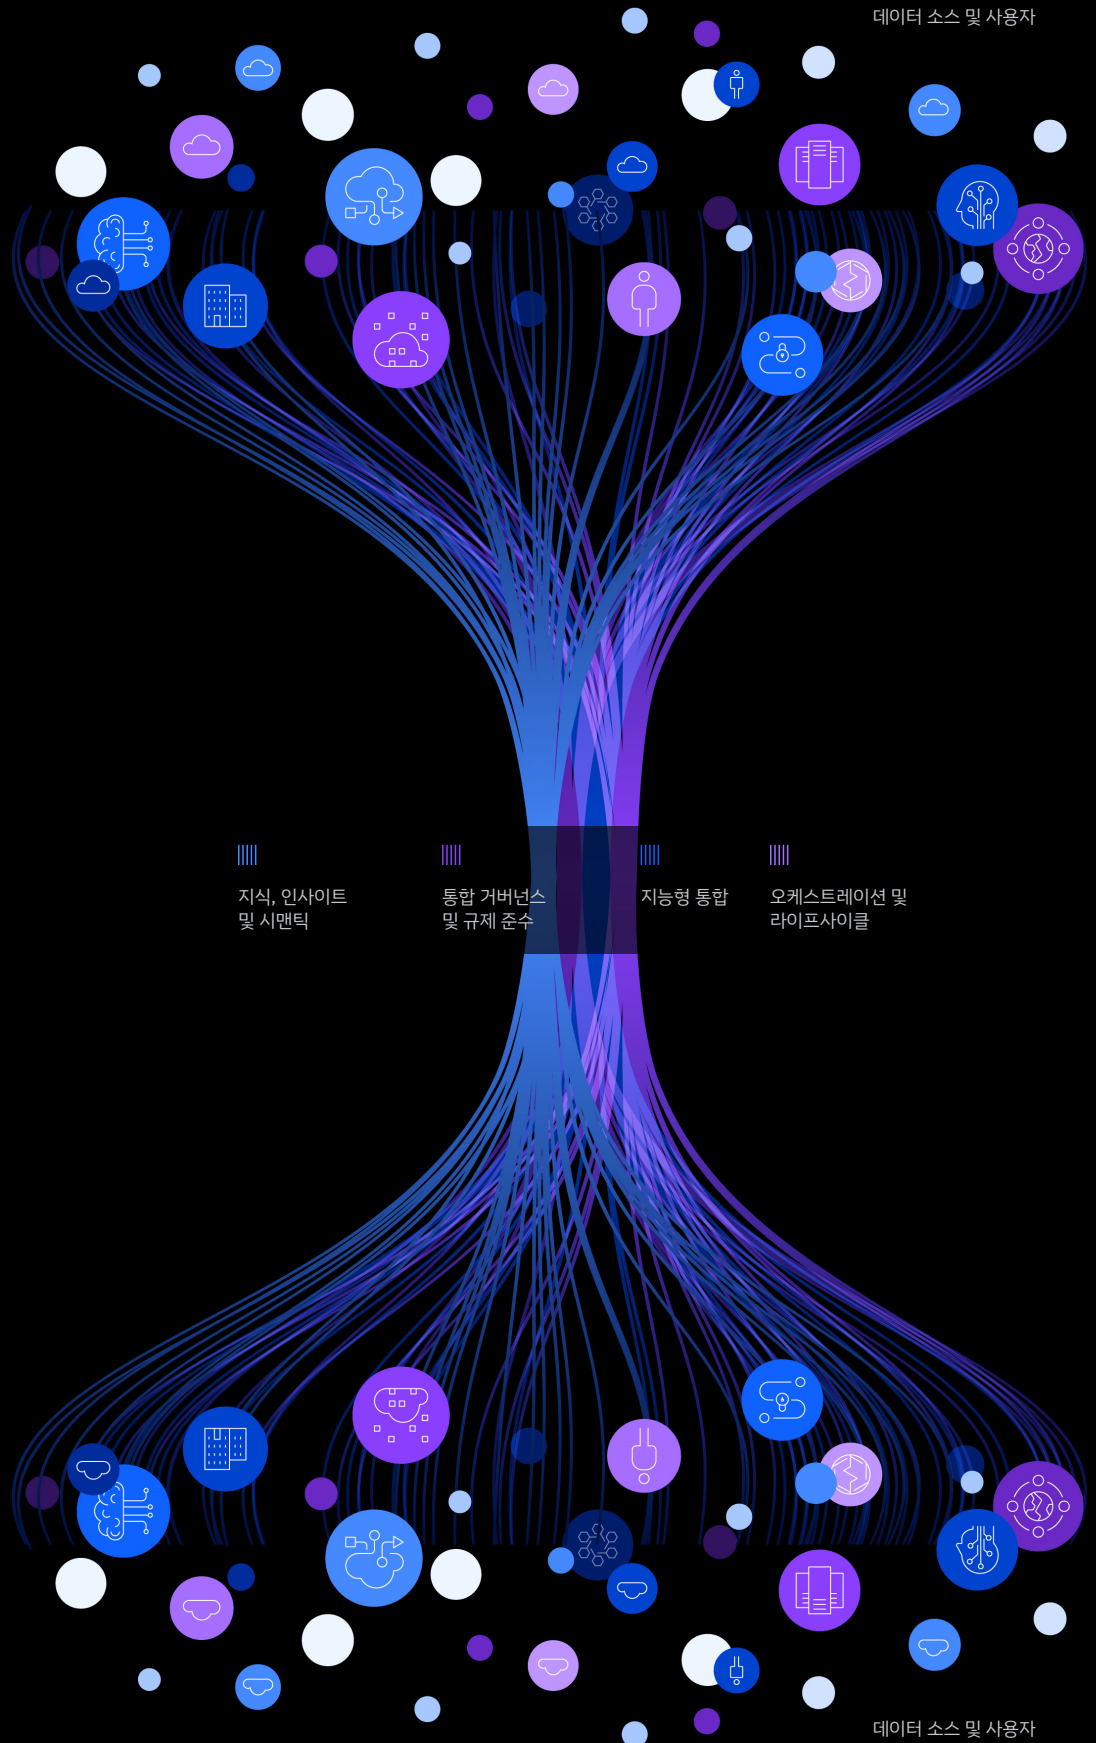 데이터 소스 및 사용자
지식, 인사이트
및 시맨틱
통합 거버넌스
및 규제 준수
지능형 통합
오케스트레이션 및
라이프사이클
데이터 소스 및 사용자